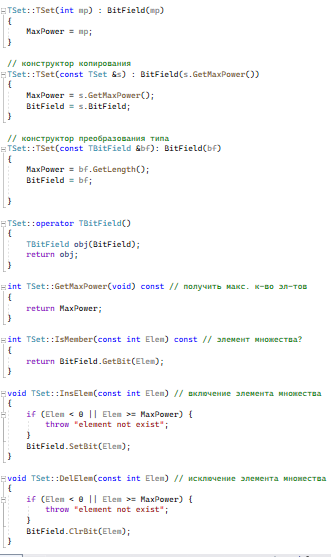 TSet::TSet(int mp) : BitField(mp)
{
MaxPower = mp;
}
// конструктор копирования
TSet::TSet(const TSet &s) : BitField(s.GetMaxPower())
{
MaxPower = s.GetMaxPower();
BitField = s.BitField;
}
// конструктор преобразования типа
TSet::TSet(const TBitField &bf): BitField(bf)
{
MaxPower = bf.GetLength();
BitField = bf;
}
TSet::operator TBitField()
{
TBitField obj(BitField);
return obj;
}
int TSet::GetMaxPower(void) const // получить макс. к-во эл-тов
{
return MaxPower;
}
int TSet::IsMember(const int Elem) const // элемент множества?
{
return BitField.GetBit(Elem);
}
void TSet::InsElem(const int Elem) // включение элемента множества
{
if (Elem < 0 || Elem >= MaxPower) {
throw "element not exist";
}
BitField.SetBit(Elem);
}
void TSet::DelElem(const int Elem) // исключение элемента множества
{
if (Elem < 0 || Elem >= MaxPower) {
throw "element not exist";
}
BitField.ClrBit(Elem);
}